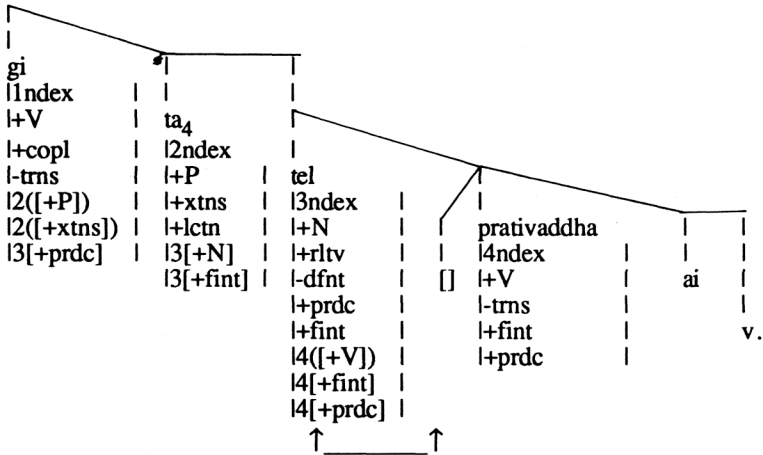 gi
1ndex
+V
+copl
-trns
2([+P])
2([+xtns])
3[+prdc]
ta₄
2ndex
+P
+xtns
+lctn
3[+N]
3[+fint]
tel
3ndex
+N
+rltv
-dfnt
+prdc
+fint
4([+V])
4[+fint]
4[+prdc]
[]
prativaddha
4ndex
+V
-trns
+fint
+prdc
ai
v.